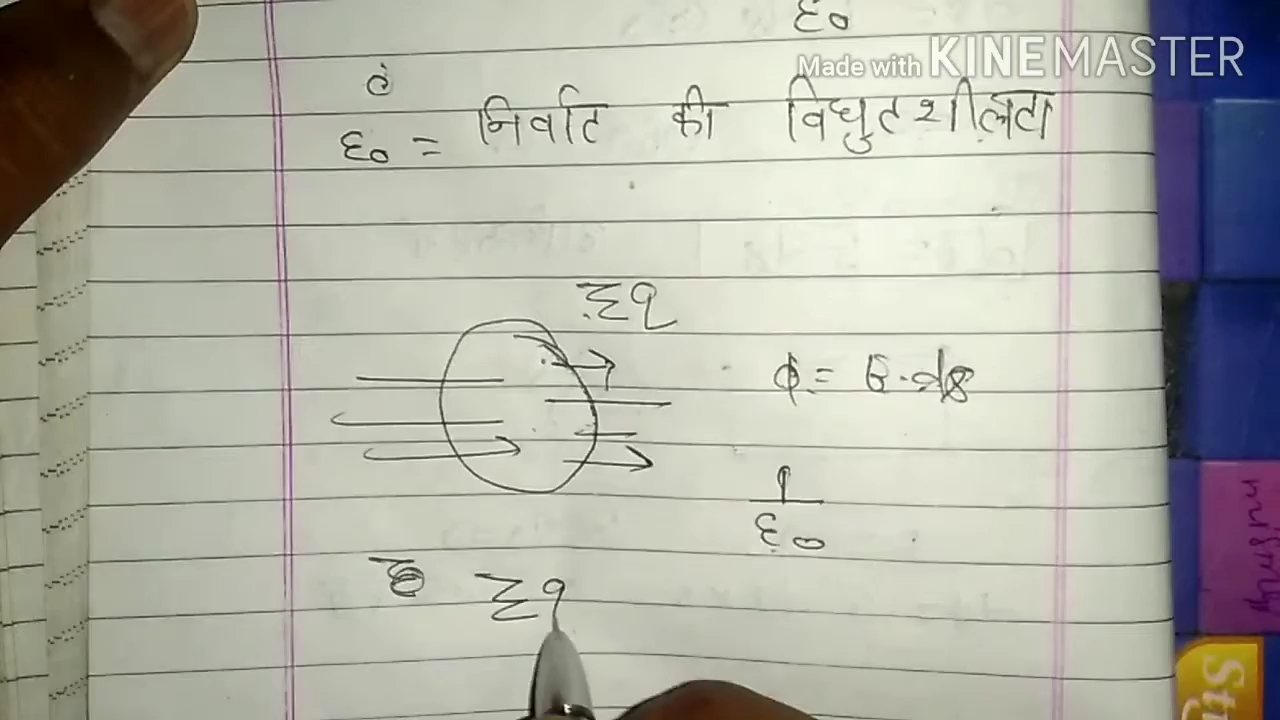 ε₀
Made with KINEMASTER
ε₀ = निर्वात की विघुतशीलता
Σq
ϕ = E.ds
1
ε₀
Σq